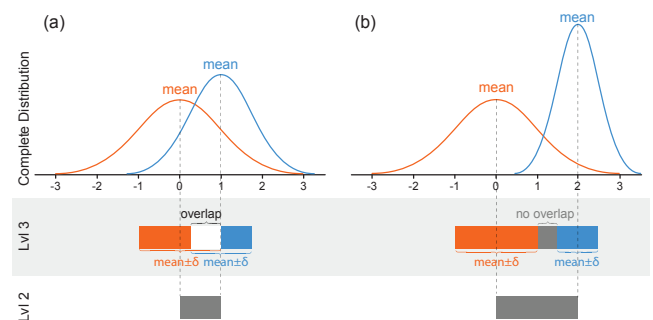 (a)
(b)
Complete Distribution
mean
mean
mean
mean
-3 -2 -1 0 1 2 3
-3 -2 -1 0 1 2 3
Lvl 3
overlap
no overlap
mean±δ
mean±δ
mean±δ
mean±δ
Lvl 2